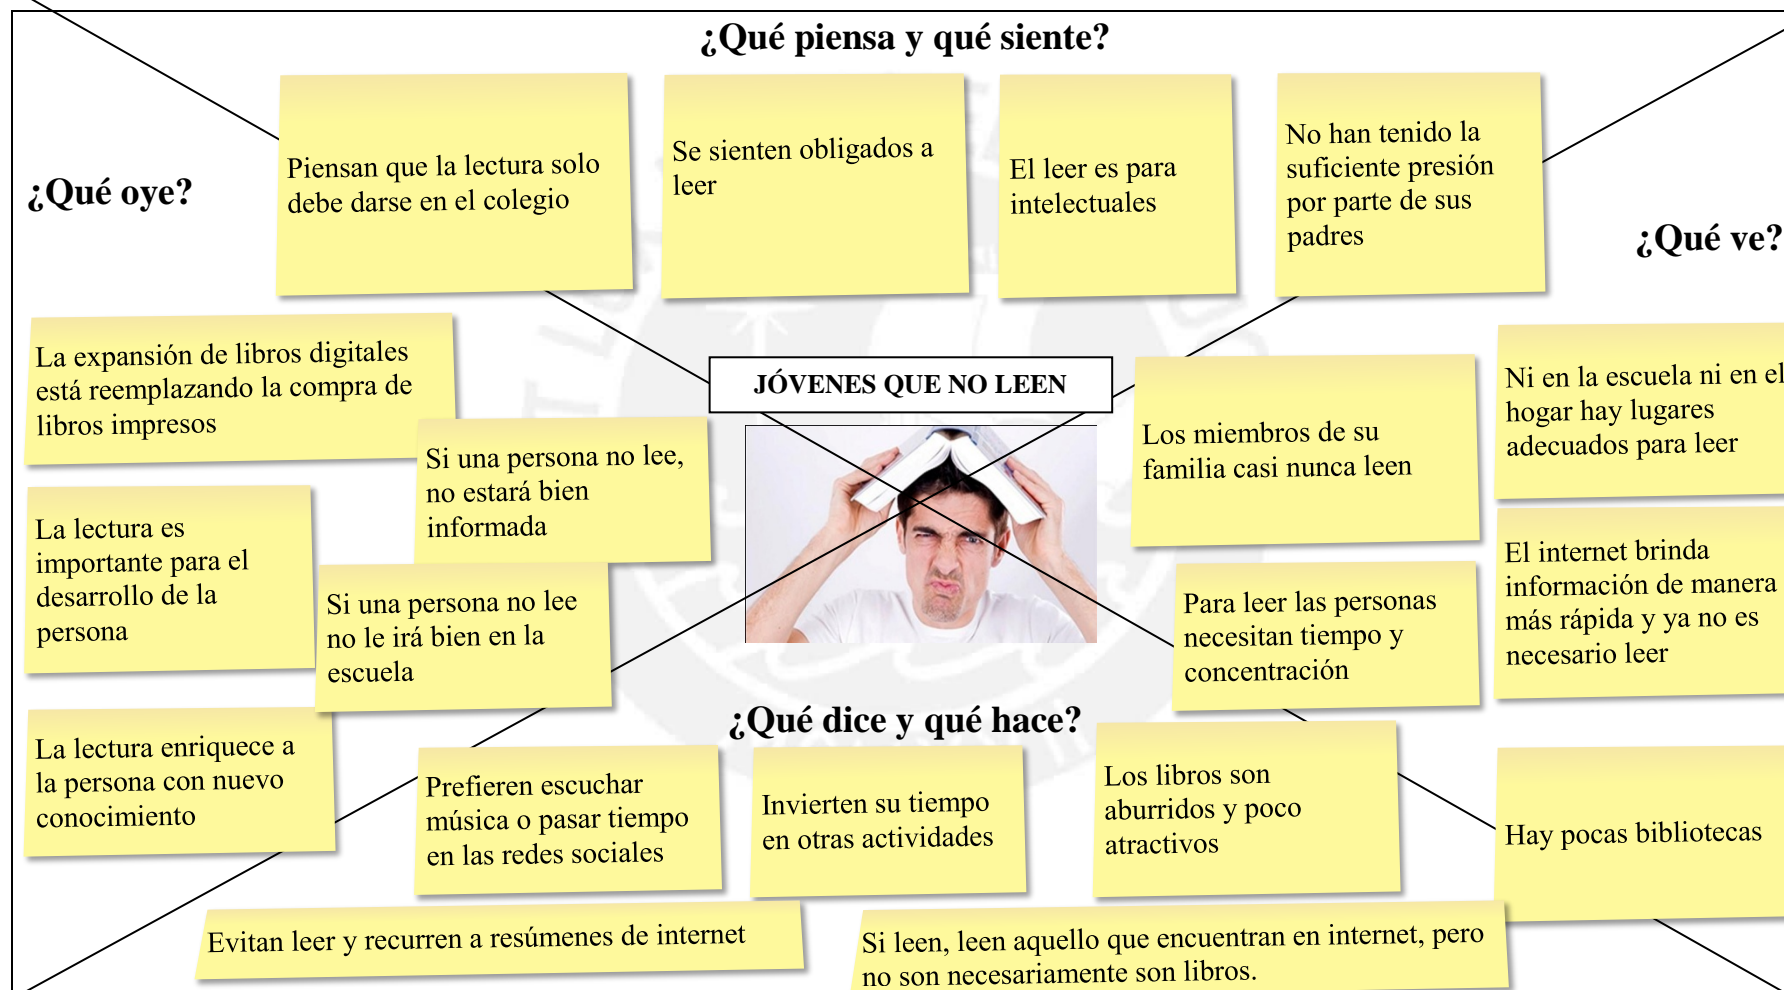 ¿Qué piensa y qué siente?
Piensan que la lectura solo
debe darse en el colegio
Se sienten obligados a
leer
El leer es para
intelectuales
No han tenido la
suficiente presión
por parte de sus
padres
¿Qué oye?
La expansión de libros digitales
está reemplazando la compra de
libros impresos
Si una persona no lee,
no estará bien
informada
La lectura es
importante para el
desarrollo de la
persona
Si una persona no lee
no le irá bien en la
escuela
La lectura enriquece a
la persona con nuevo
conocimiento
JÓVENES QUE NO LEEN
¿Qué ve?
Los miembros de su
familia casi nunca leen
Ni en la escuela ni en el
hogar hay lugares
adecuados para leer
Para leer las personas
necesitan tiempo y
concentración
El internet brinda
información de manera
más rápida y ya no es
necesario leer
Hay pocas bibliotecas
¿Qué dice y qué hace?
Prefieren escuchar
música o pasar tiempo
en las redes sociales
Invierten su tiempo
en otras actividades
Los libros son
aburridos y poco
atractivos
Evitan leer y recurren a resúmenes de internet
Si leen, leen aquello que encuentran en internet, pero
no son necesariamente son libros.